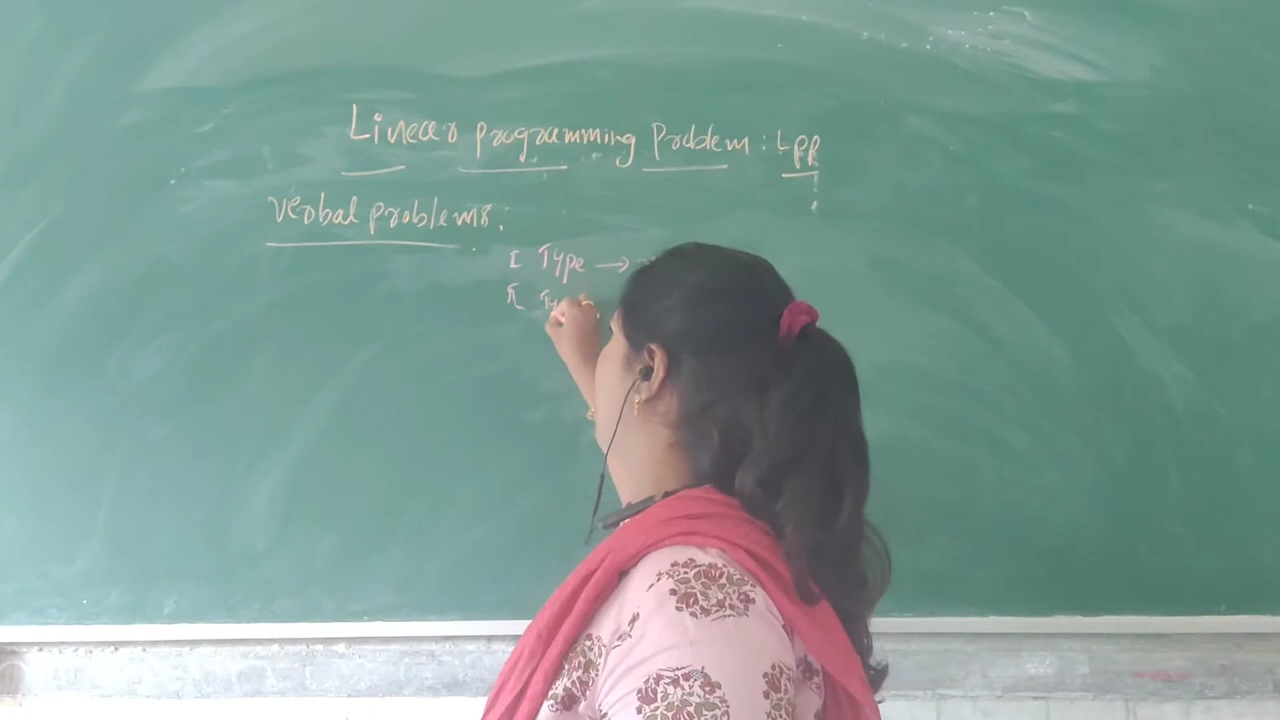 Linear programming Problem : Lpp
Verbal problems:
I Type →
II Ty